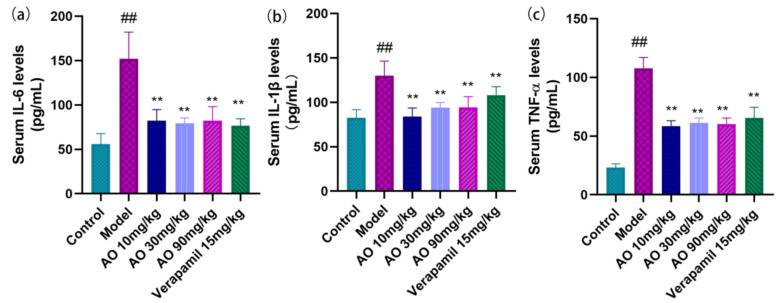 (a)
Serum IL-6 levels
(pg/mL)
200
150
100
50
0
##
**
**
**
**
Control
Model
AO 10mg/kg
AO 30mg/kg
AO 90mg/kg
Verapamil 15mg/kg
(b)
Serum IL-1β levels
(pg/mL)
200
150
100
50
0
##
**
**
**
**
Control
Model
AO 10mg/kg
AO 30mg/kg
AO 90mg/kg
Verapamil 15mg/kg
(c)
Serum TNF-α levels
(pg/mL)
150
100
50
0
##
**
**
**
**
Control
Model
AO 10mg/kg
AO 30mg/kg
AO 90mg/kg
Verapamil 15mg/kg